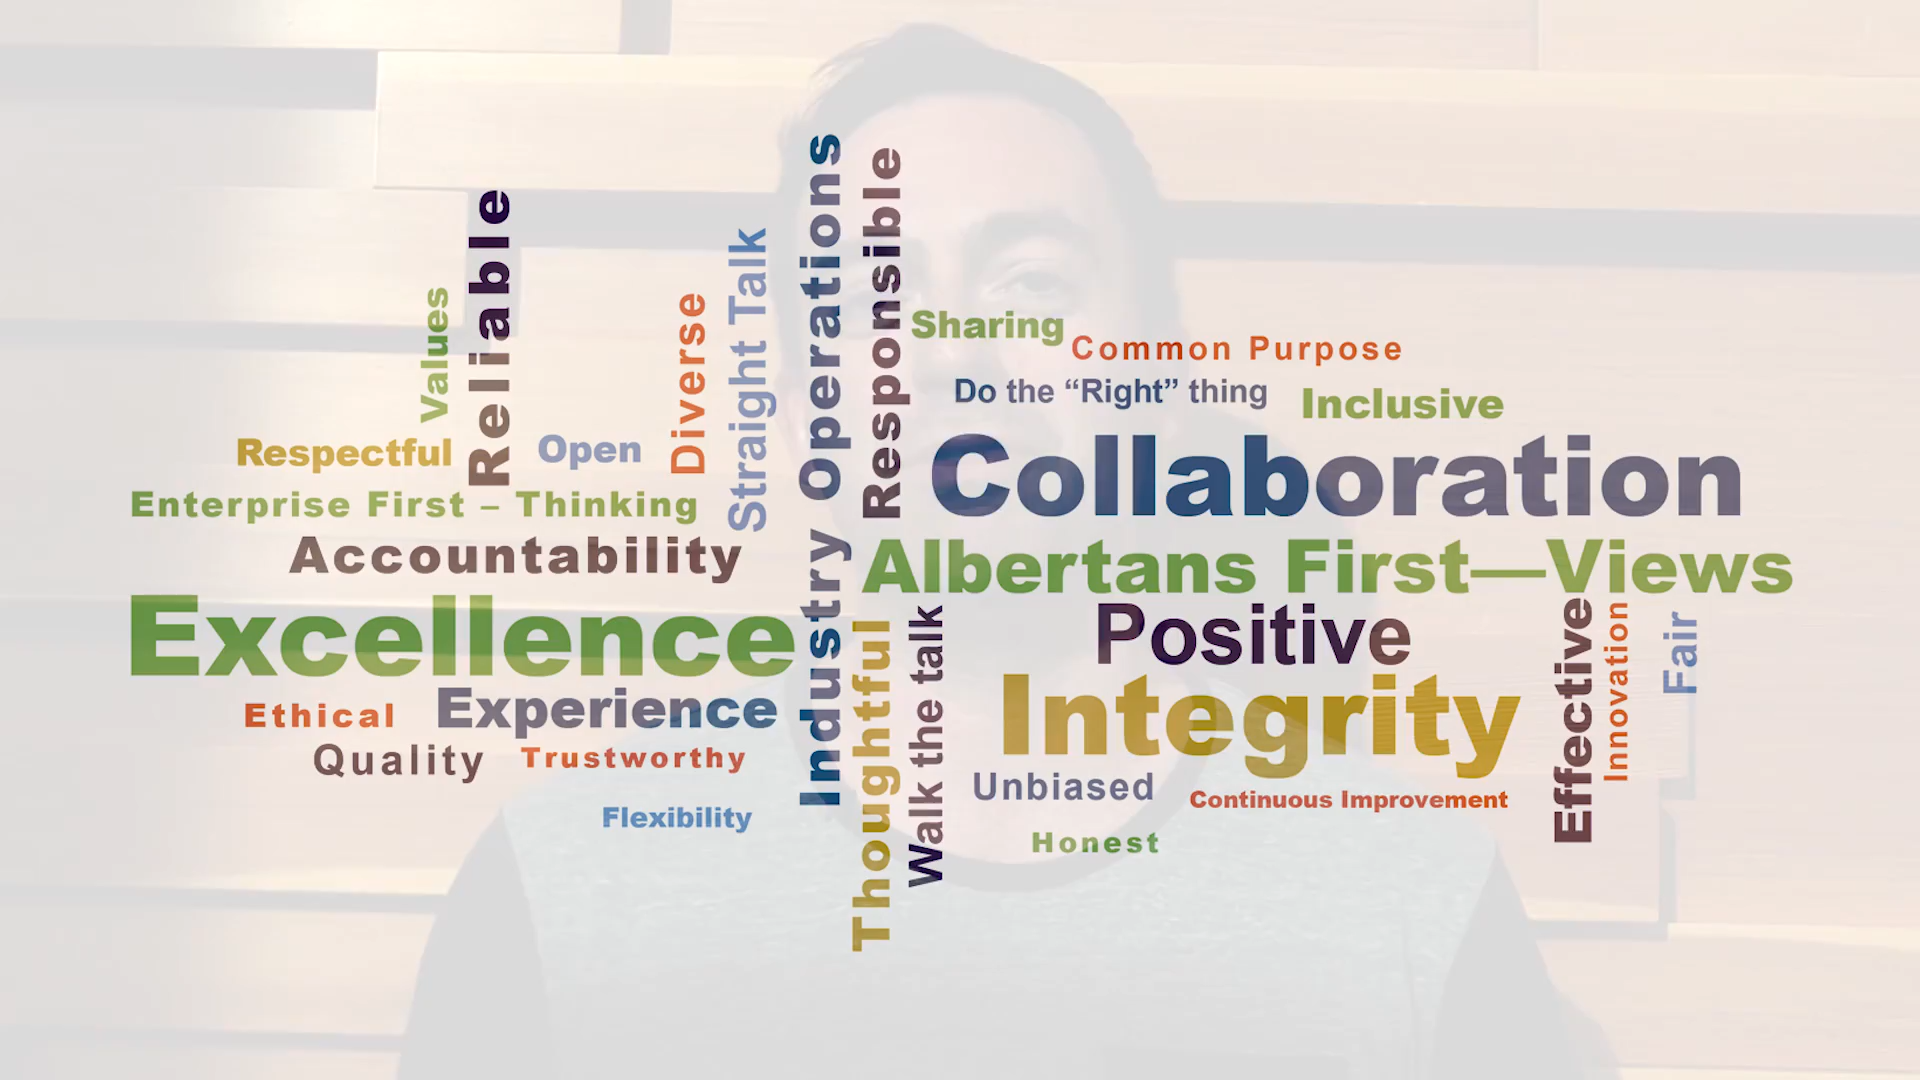 Values
Reliable
Diverse
Straight Talk
Industry Operations
Responsible
Sharing
Common Purpose
Do the “Right” thing
Inclusive
Respectful
Open
Collaboration
Enterprise First – Thinking
Accountability
Albertans First—Views
Excellence
Positive
Thoughtful
Walk the talk
Effective
Innovation
Fair
Ethical
Experience
Integrity
Quality
Trustworthy
Unbiased
Continuous Improvement
Flexibility
Honest